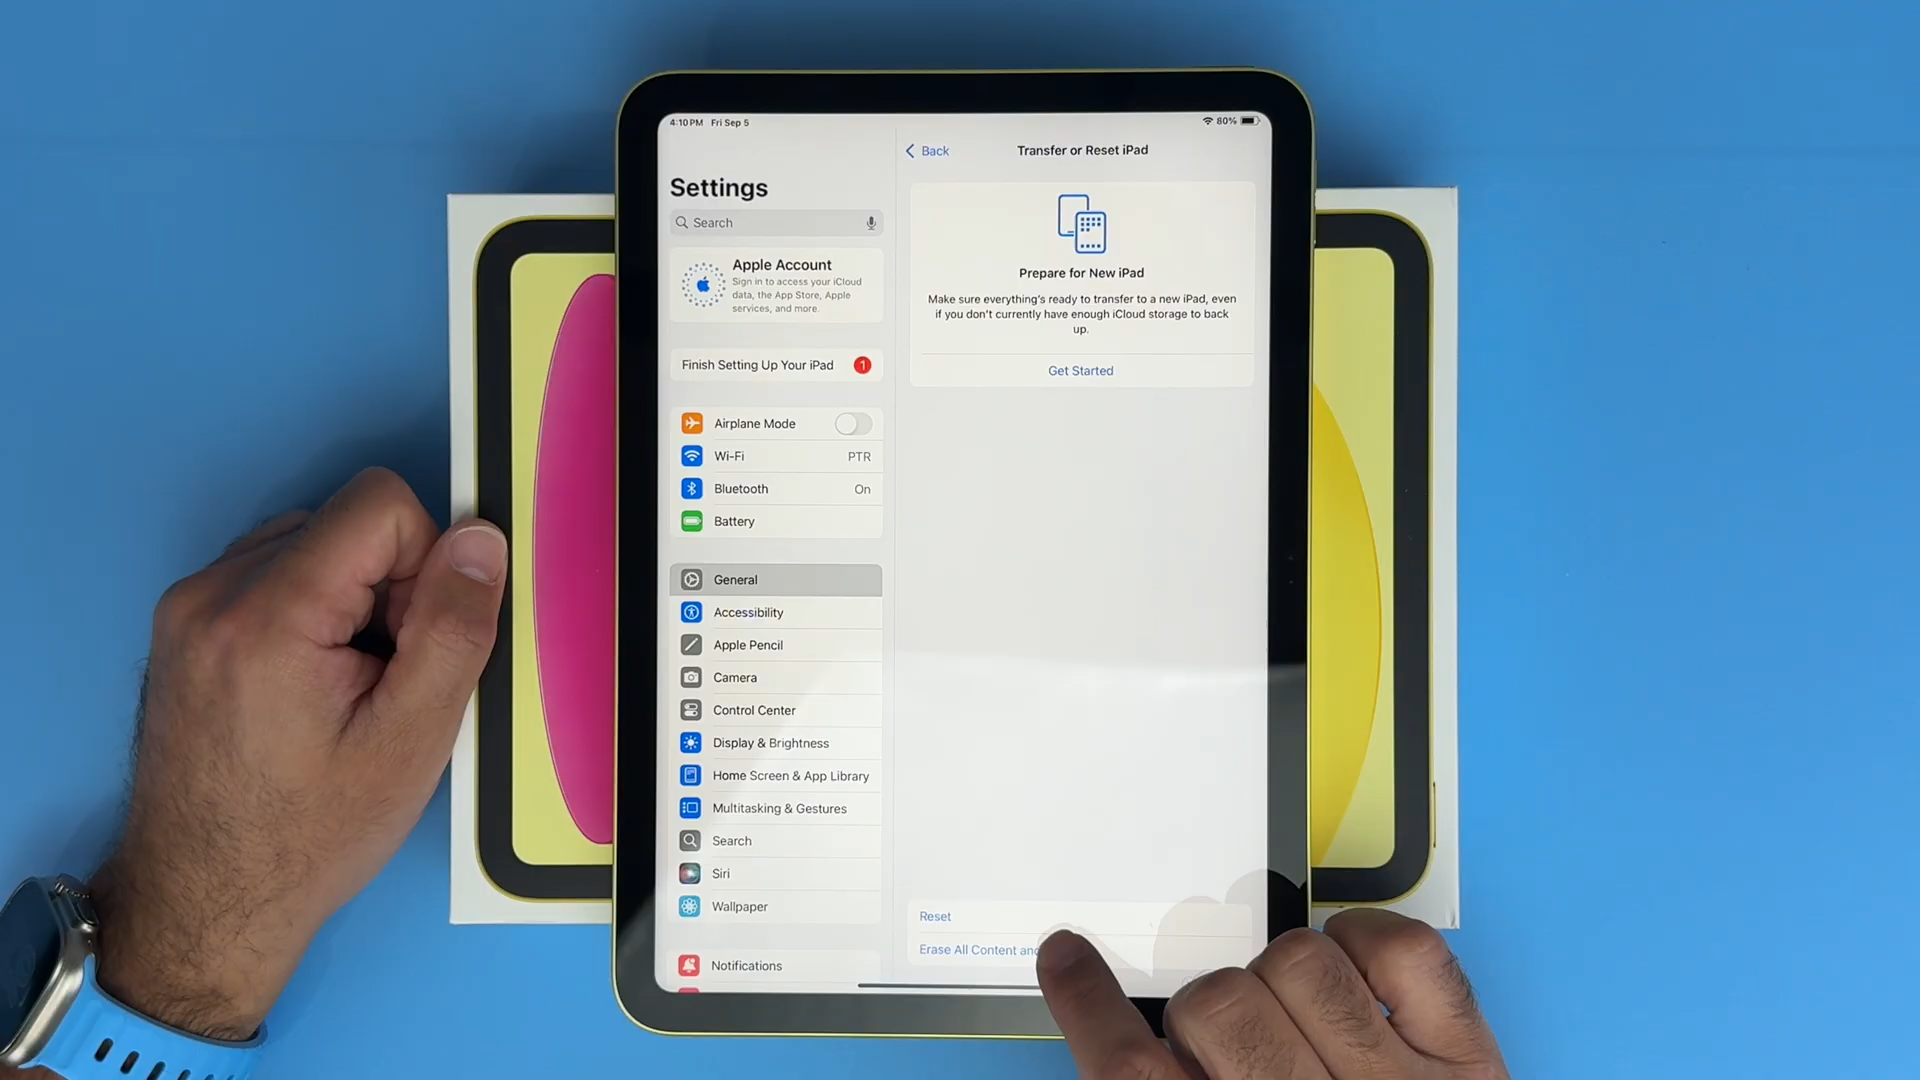 4:10 PM Fri Sep 5
80%
Settings
Search
Apple Account
Sign in to access your iCloud
data, the App Store, Apple
services, and more.
Finish Setting Up Your iPad 1
Airplane Mode
Wi-Fi PTR
Bluetooth On
Battery
General
Accessibility
Apple Pencil
Camera
Control Center
Display & Brightness
Home Screen & App Library
Multitasking & Gestures
Search
Siri
Wallpaper
Notifications
Back
Transfer or Reset iPad
Prepare for New iPad
Make sure everything's ready to transfer to a new iPad, even
if you don't currently have enough iCloud storage to back
up.
Get Started
Reset
Erase All Content and